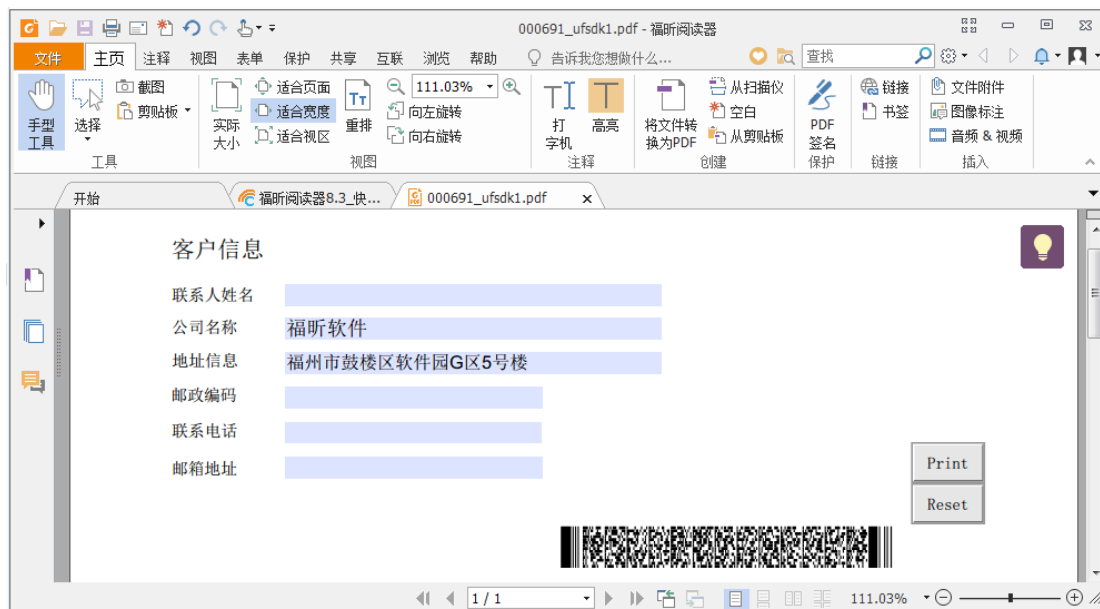 000691_ufsdk1.pdf - 福昕阅读器
文件 主页 注释 视图 表单 保护 共享 互联 浏览 帮助 告诉我您想做什么... 查找
手型工具
选择
截图
剪贴板
工具
实际大小
适合页面
适合宽度
适合视区
重排
111.03%
向左旋转
向右旋转
视图
打字机
高亮
注释
将文件转换为PDF
从扫描仪
空白
从剪贴板
创建
PDF签名
保护
链接
书签
链接
文件附件
图像标注
音频 & 视频
插入
开始
福昕阅读器8.3_快...
000691_ufsdk1.pdf x
客户信息
联系人姓名
公司名称 福昕软件
地址信息 福州市鼓楼区软件园G区5号楼
邮政编码
联系电话
邮箱地址
Print
Reset
1 / 1
111.03%